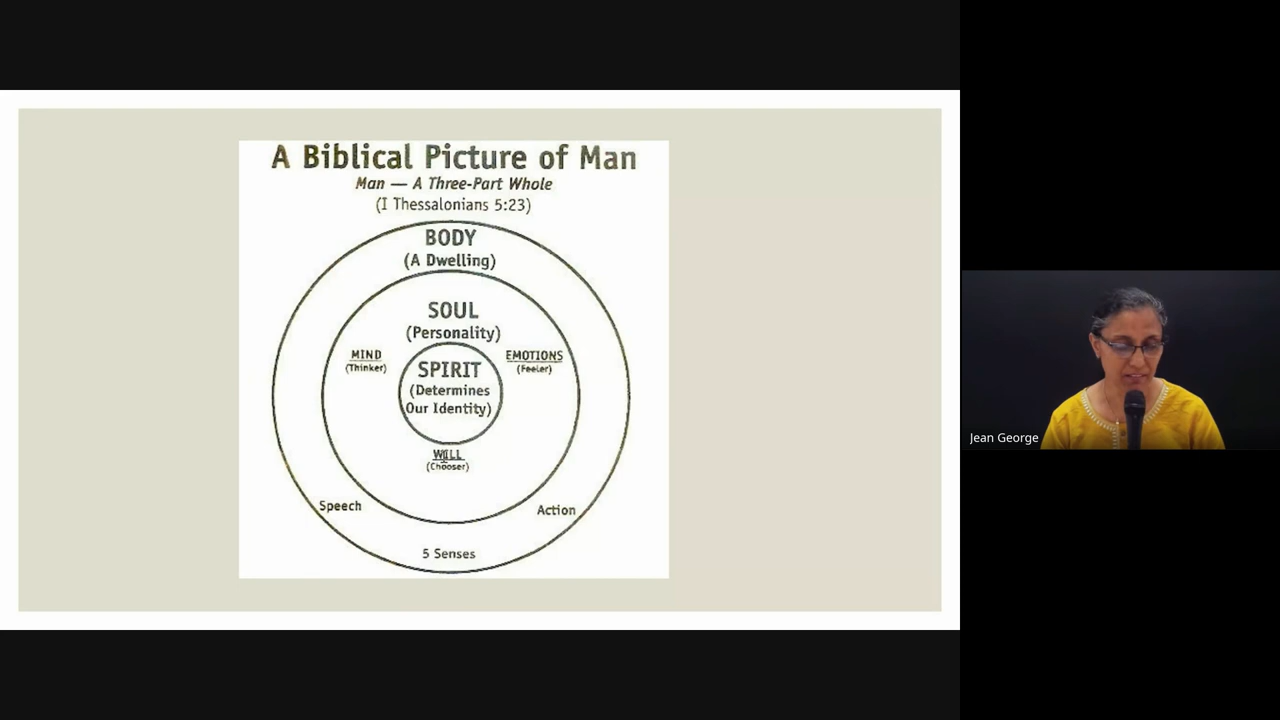 A Biblical Picture of Man
Man — A Three-Part Whole
(I Thessalonians 5:23)
BODY
(A Dwelling)
SOUL
(Personality)
MIND
(Thinker)
EMOTIONS
(Feeler)
SPIRIT
(Determines
Our Identity)
WILL
(Chooser)
Speech
Action
5 Senses
Jean George